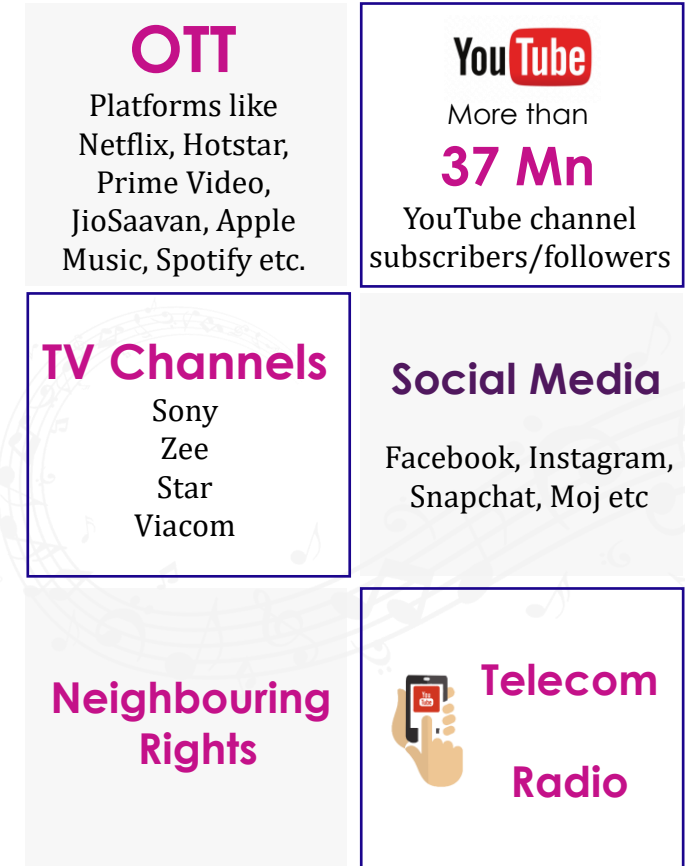 OTT
Platforms like
Netflix, Hotstar,
Prime Video,
JioSaavan, Apple
Music, Spotify etc.
YouTube
More than
37 Mn
YouTube channel
subscribers/followers
TV Channels
Sony
Zee
Star
Viacom
Social Media
Facebook, Instagram,
Snapchat, Moj etc
Neighbouring
Rights
You
Tube
Telecom
Radio